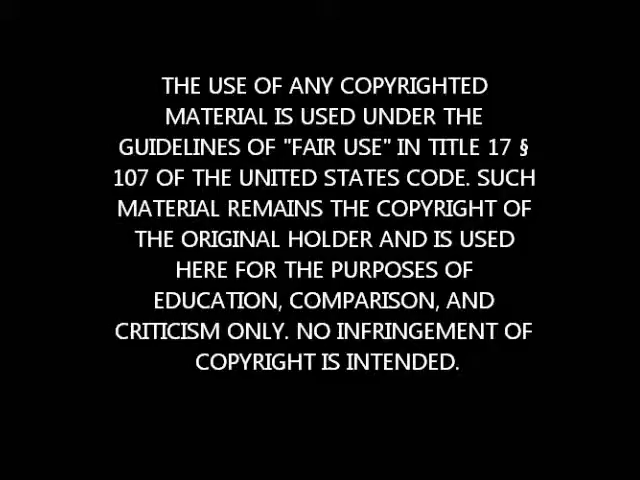 THE USE OF ANY COPYRIGHTED
MATERIAL IS USED UNDER THE
GUIDELINES OF "FAIR USE" IN TITLE 17 §
107 OF THE UNITED STATES CODE. SUCH
MATERIAL REMAINS THE COPYRIGHT OF
THE ORIGINAL HOLDER AND IS USED
HERE FOR THE PURPOSES OF
EDUCATION, COMPARISON, AND
CRITICISM ONLY. NO INFRINGEMENT OF
COPYRIGHT IS INTENDED.